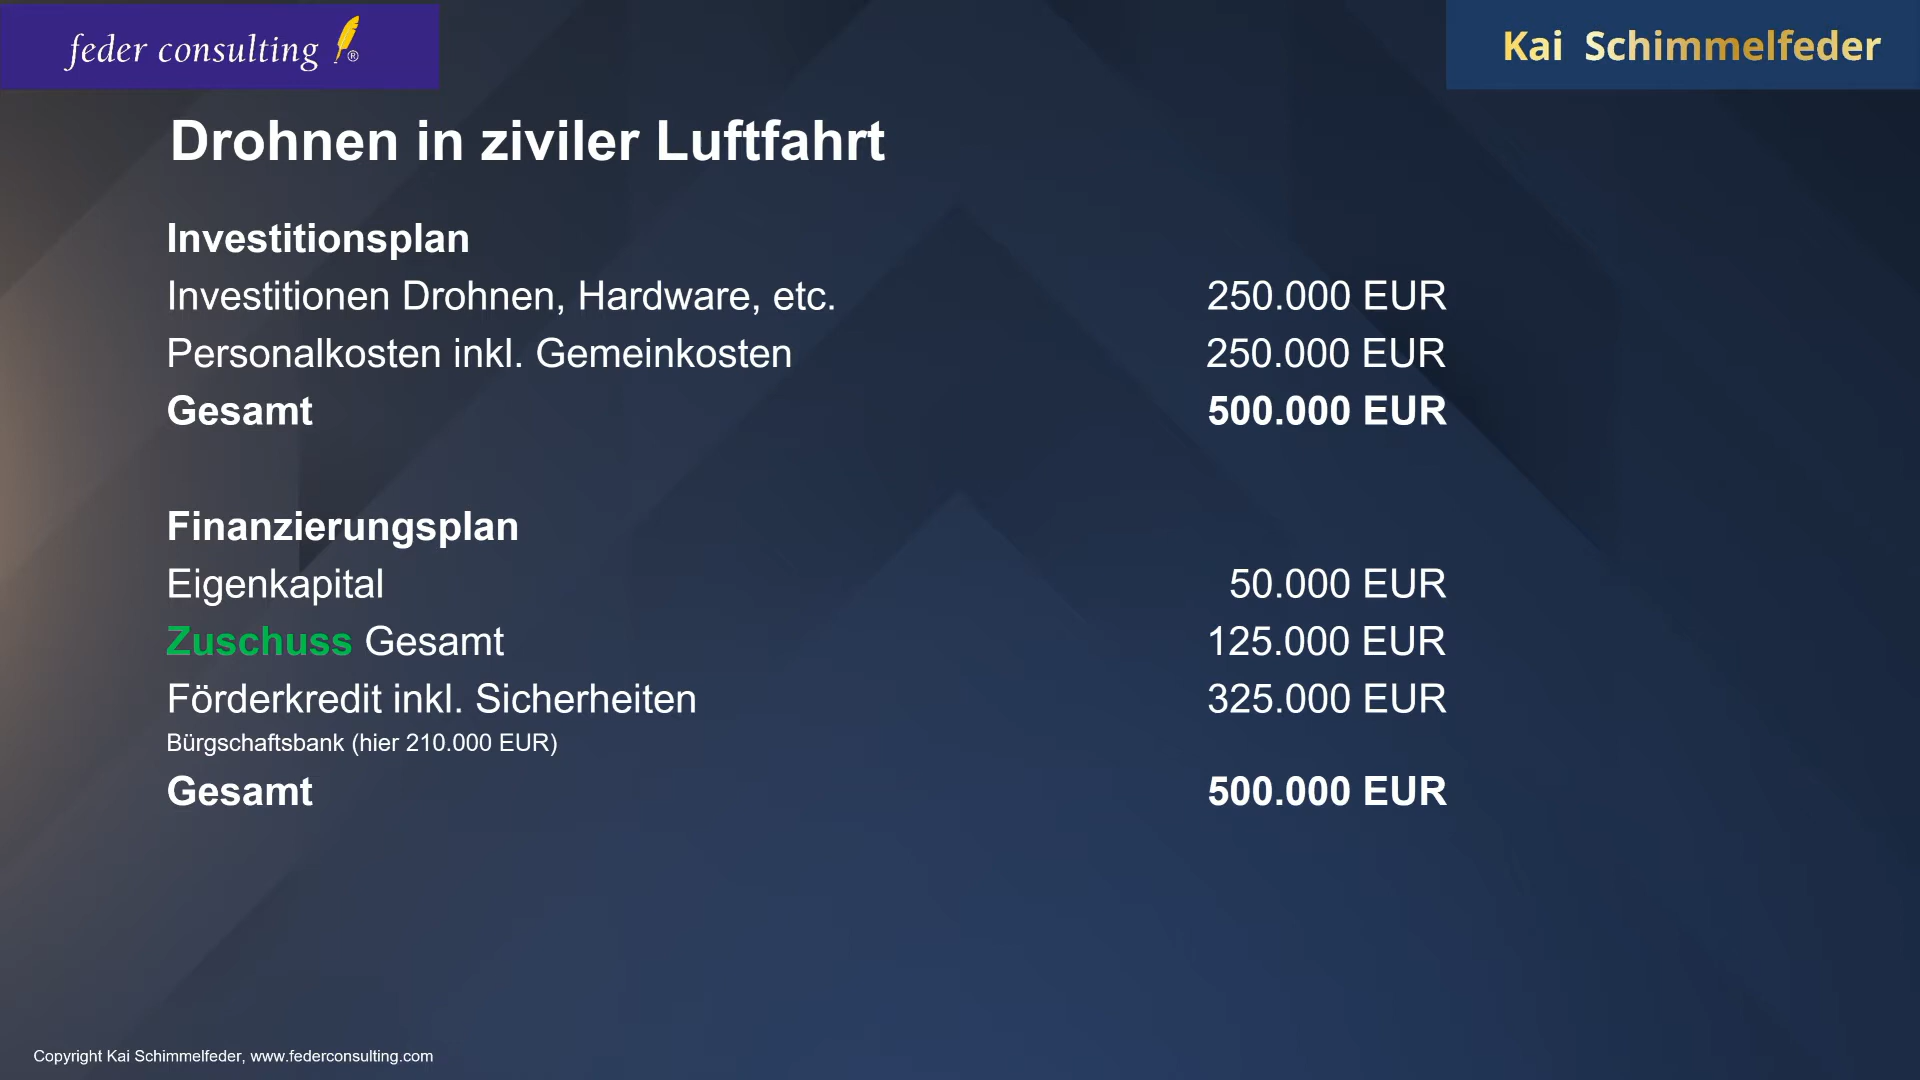 feder consulting ®
Kai Schimmelfeder
Drohnen in ziviler Luftfahrt
Investitionsplan
Investitionen Drohnen, Hardware, etc. 250.000 EUR
Personalkosten inkl. Gemeinkosten 250.000 EUR
Gesamt 500.000 EUR
Finanzierungsplan
Eigenkapital 50.000 EUR
Zuschuss Gesamt 125.000 EUR
Förderkredit inkl. Sicherheiten 325.000 EUR
Bürgschaftsbank (hier 210.000 EUR)
Gesamt 500.000 EUR
Copyright Kai Schimmelfeder, www.federconsulting.com